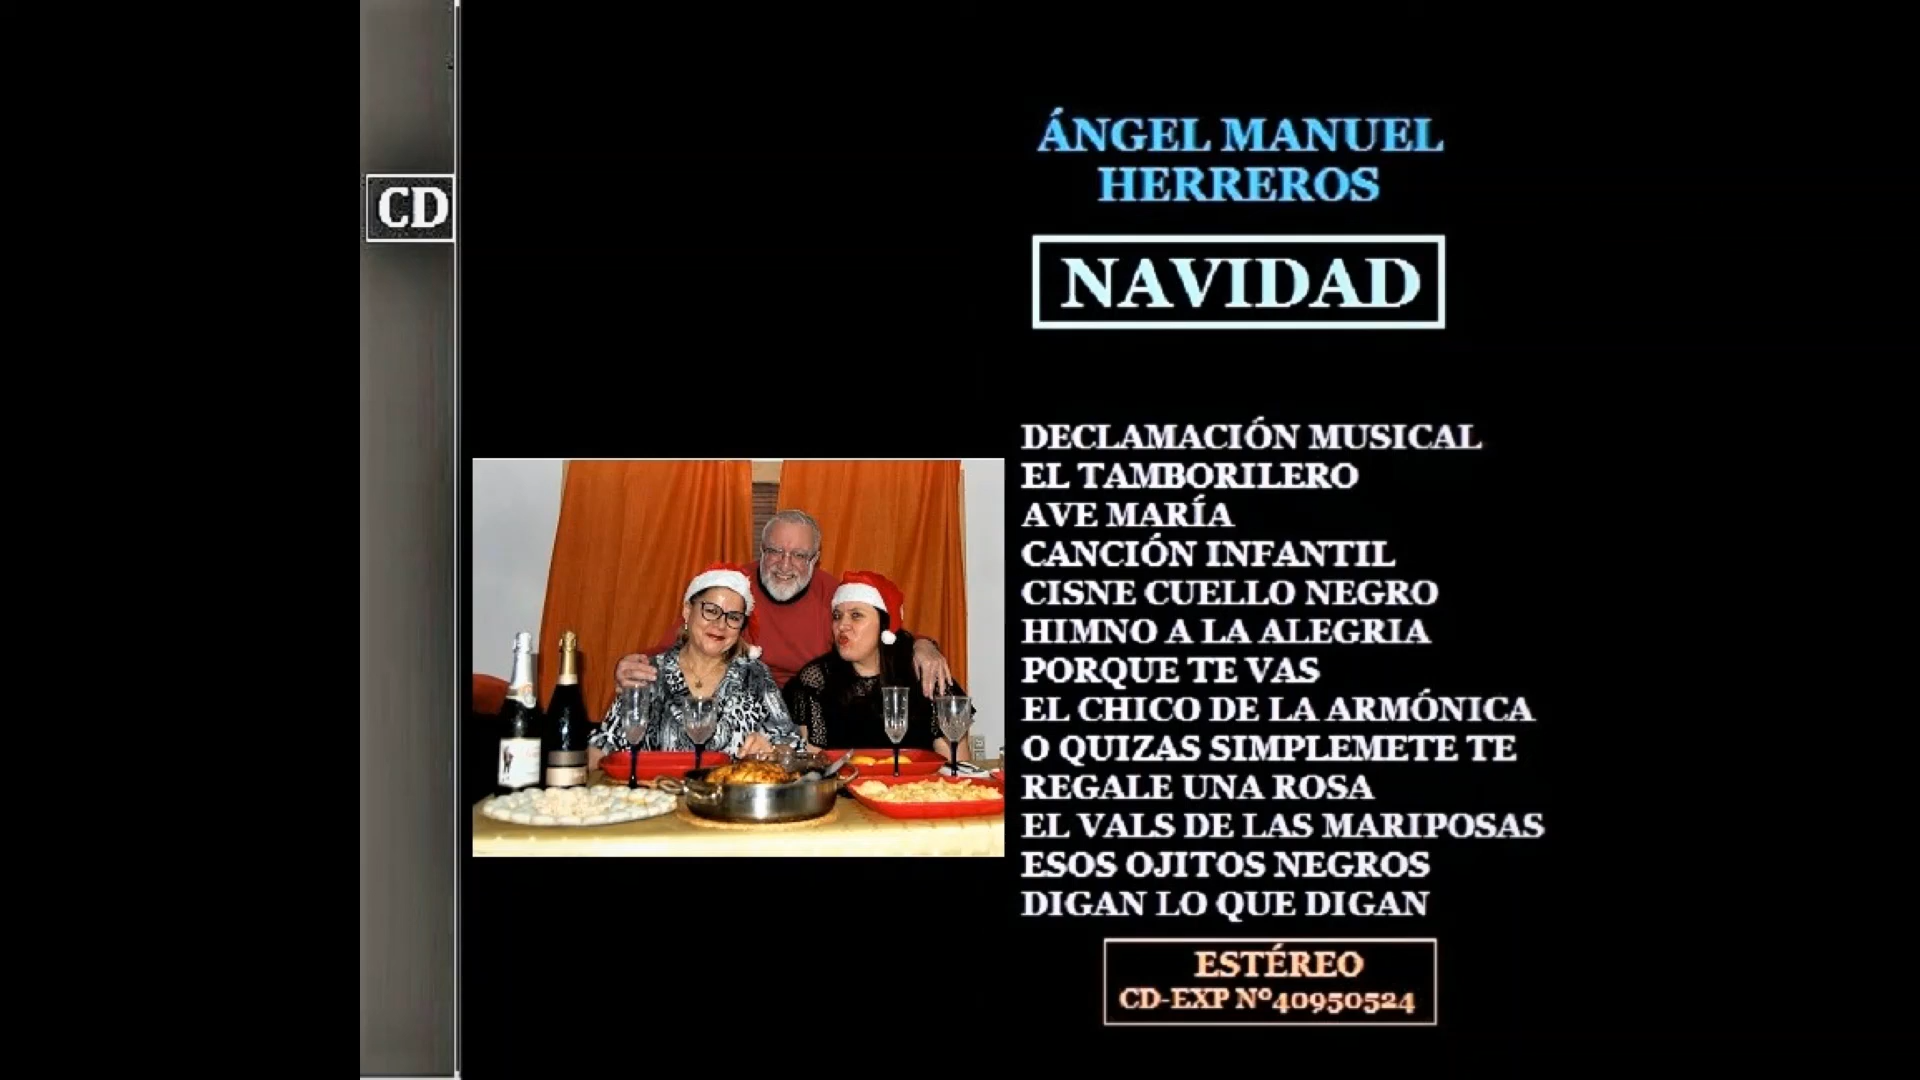 CD
ÁNGEL MANUEL
HERREROS
NAVIDAD
DECLAMACIÓN MUSICAL
EL TAMBORILERO
AVE MARÍA
CANCIÓN INFANTIL
CISNE CUELLO NEGRO
HIMNO A LA ALEGRIA
PORQUE TE VAS
EL CHICO DE LA ARMÓNICA
O QUIZAS SIMPLEMETE TE
REGALE UNA ROSA
EL VALS DE LAS MARIPOSAS
ESOS OJITOS NEGROS
DIGAN LO QUE DIGAN
ESTÉREO
CD-EXP Nº40950524